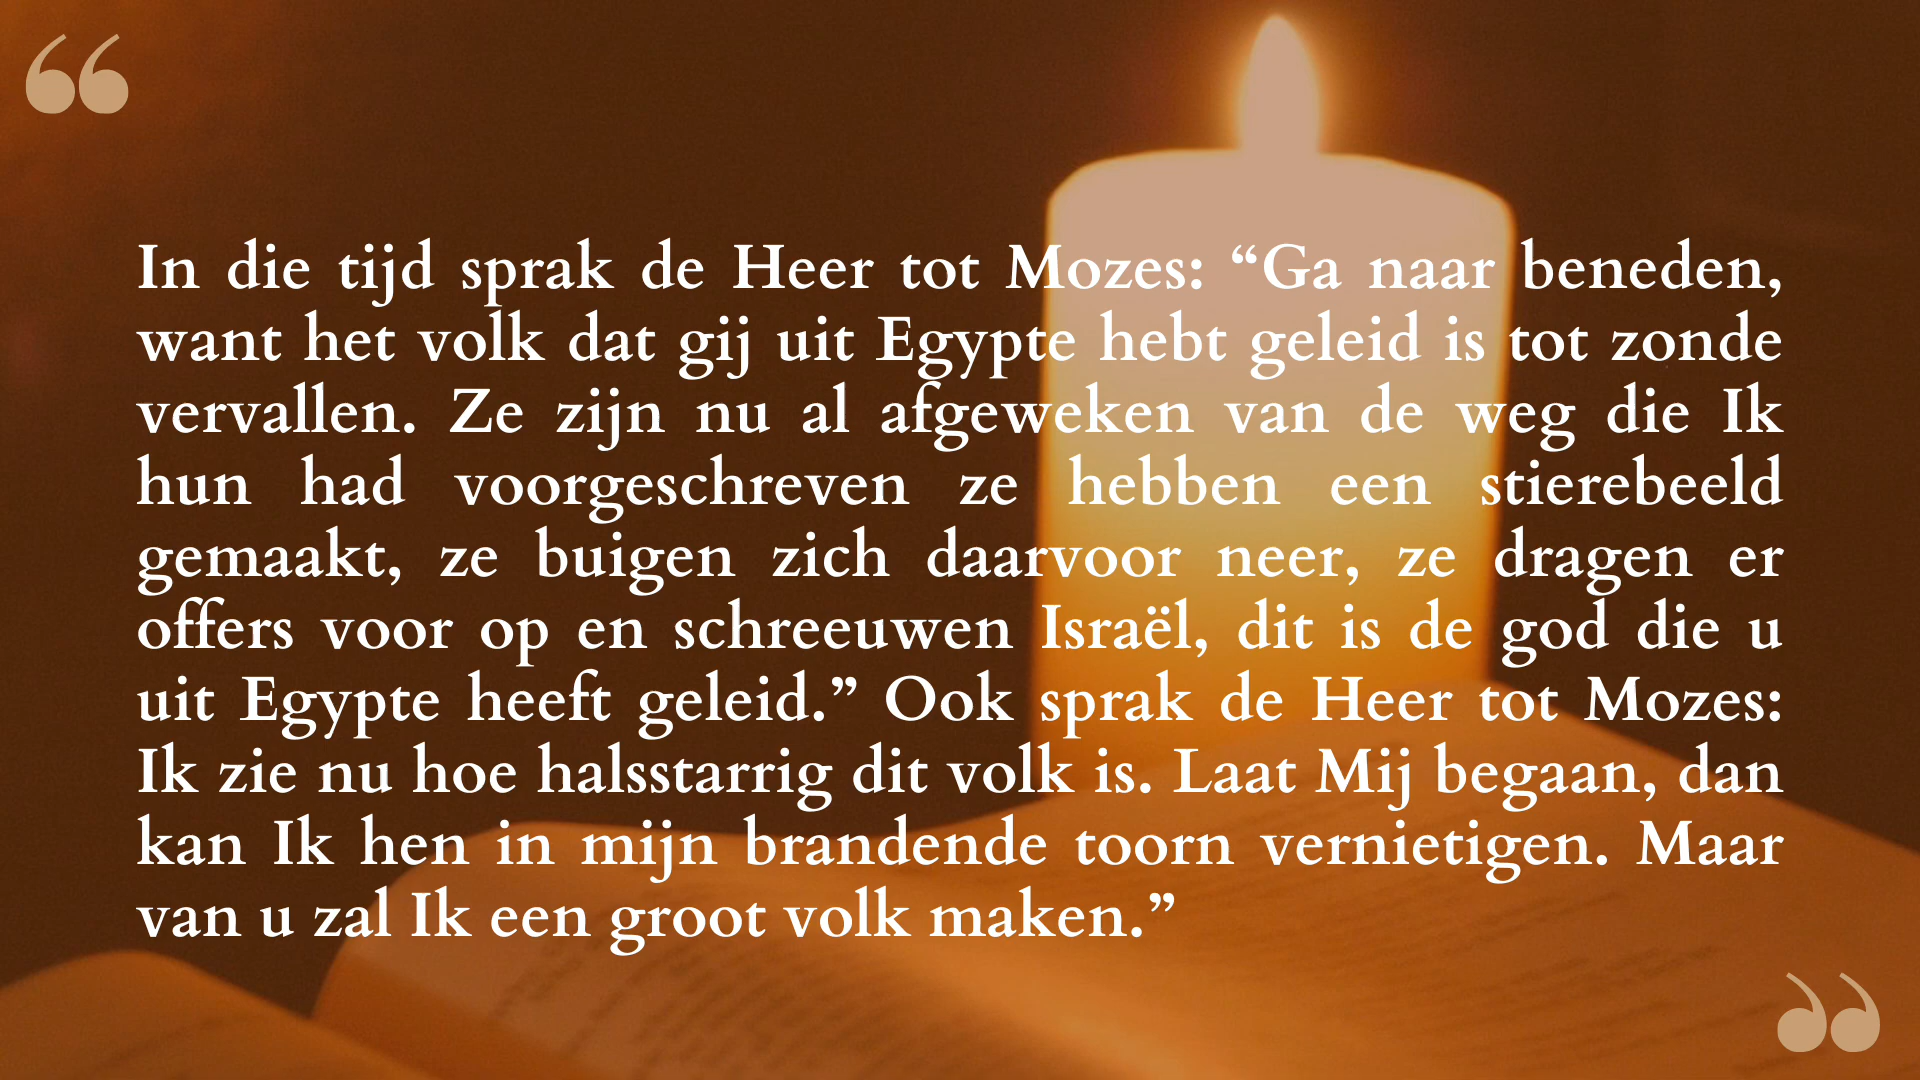 In die tijd sprak de Heer tot Mozes: “Ga naar beneden,
want het volk dat gij uit Egypte hebt geleid is tot zonde
vervallen. Ze zijn nu al afgeweken van de weg die Ik
hun had voorgeschreven ze hebben een stierebeeld
gemaakt, ze buigen zich daarvoor neer, ze dragen er
offers voor op en schreeuwen Israël, dit is de god die u
uit Egypte heeft geleid.” Ook sprak de Heer tot Mozes:
Ik zie nu hoe halsstarrig dit volk is. Laat Mij begaan, dan
kan Ik hen in mijn brandende toorn vernietigen. Maar
van u zal Ik een groot volk maken.”